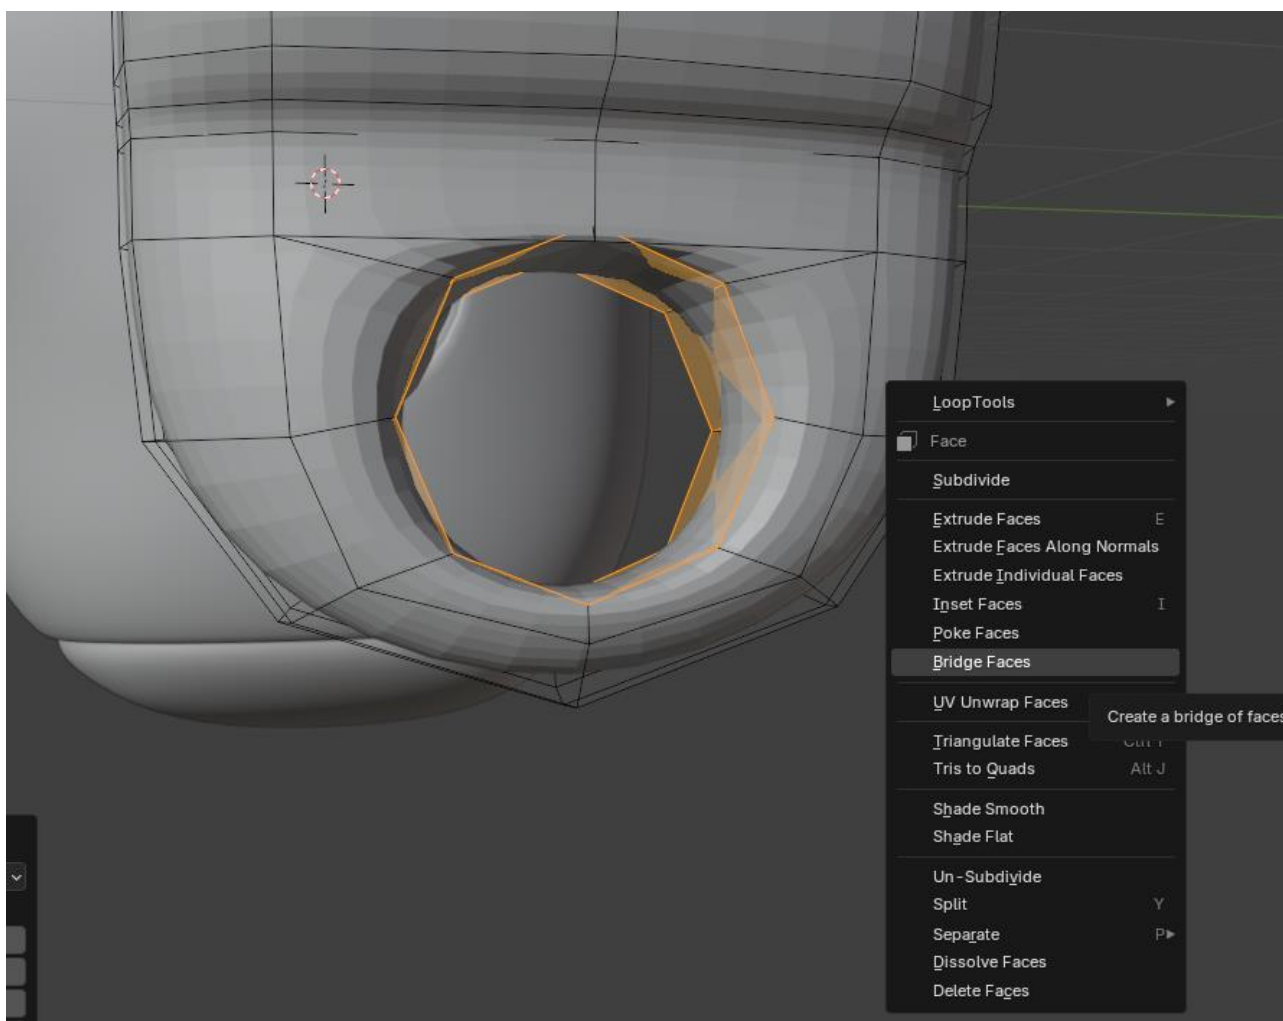 LoopTools
Face
Subdivide
Extrude Faces E
Extrude Faces Along Normals
Extrude Individual Faces
Inset Faces I
Poke Faces
Bridge Faces
UV Unwrap Faces
Create a bridge of faces
Triangulate Faces Ctrl T
Tris to Quads Alt J
Shade Smooth
Shade Flat
Un-Subdivide
Split Y
Separate P
Dissolve Faces
Delete Faces